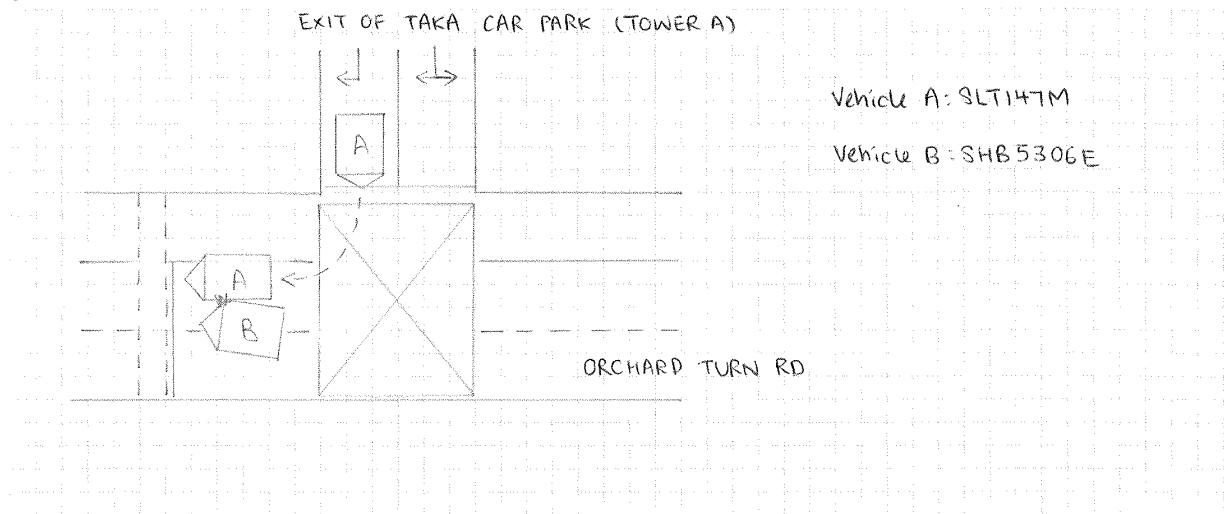 EXIT OF TAKA CAR PARK (TOWER A)
Vehicle A: SLT147M
A
Vehicle B: SHB5306E
A
B
ORCHARD TURN RD